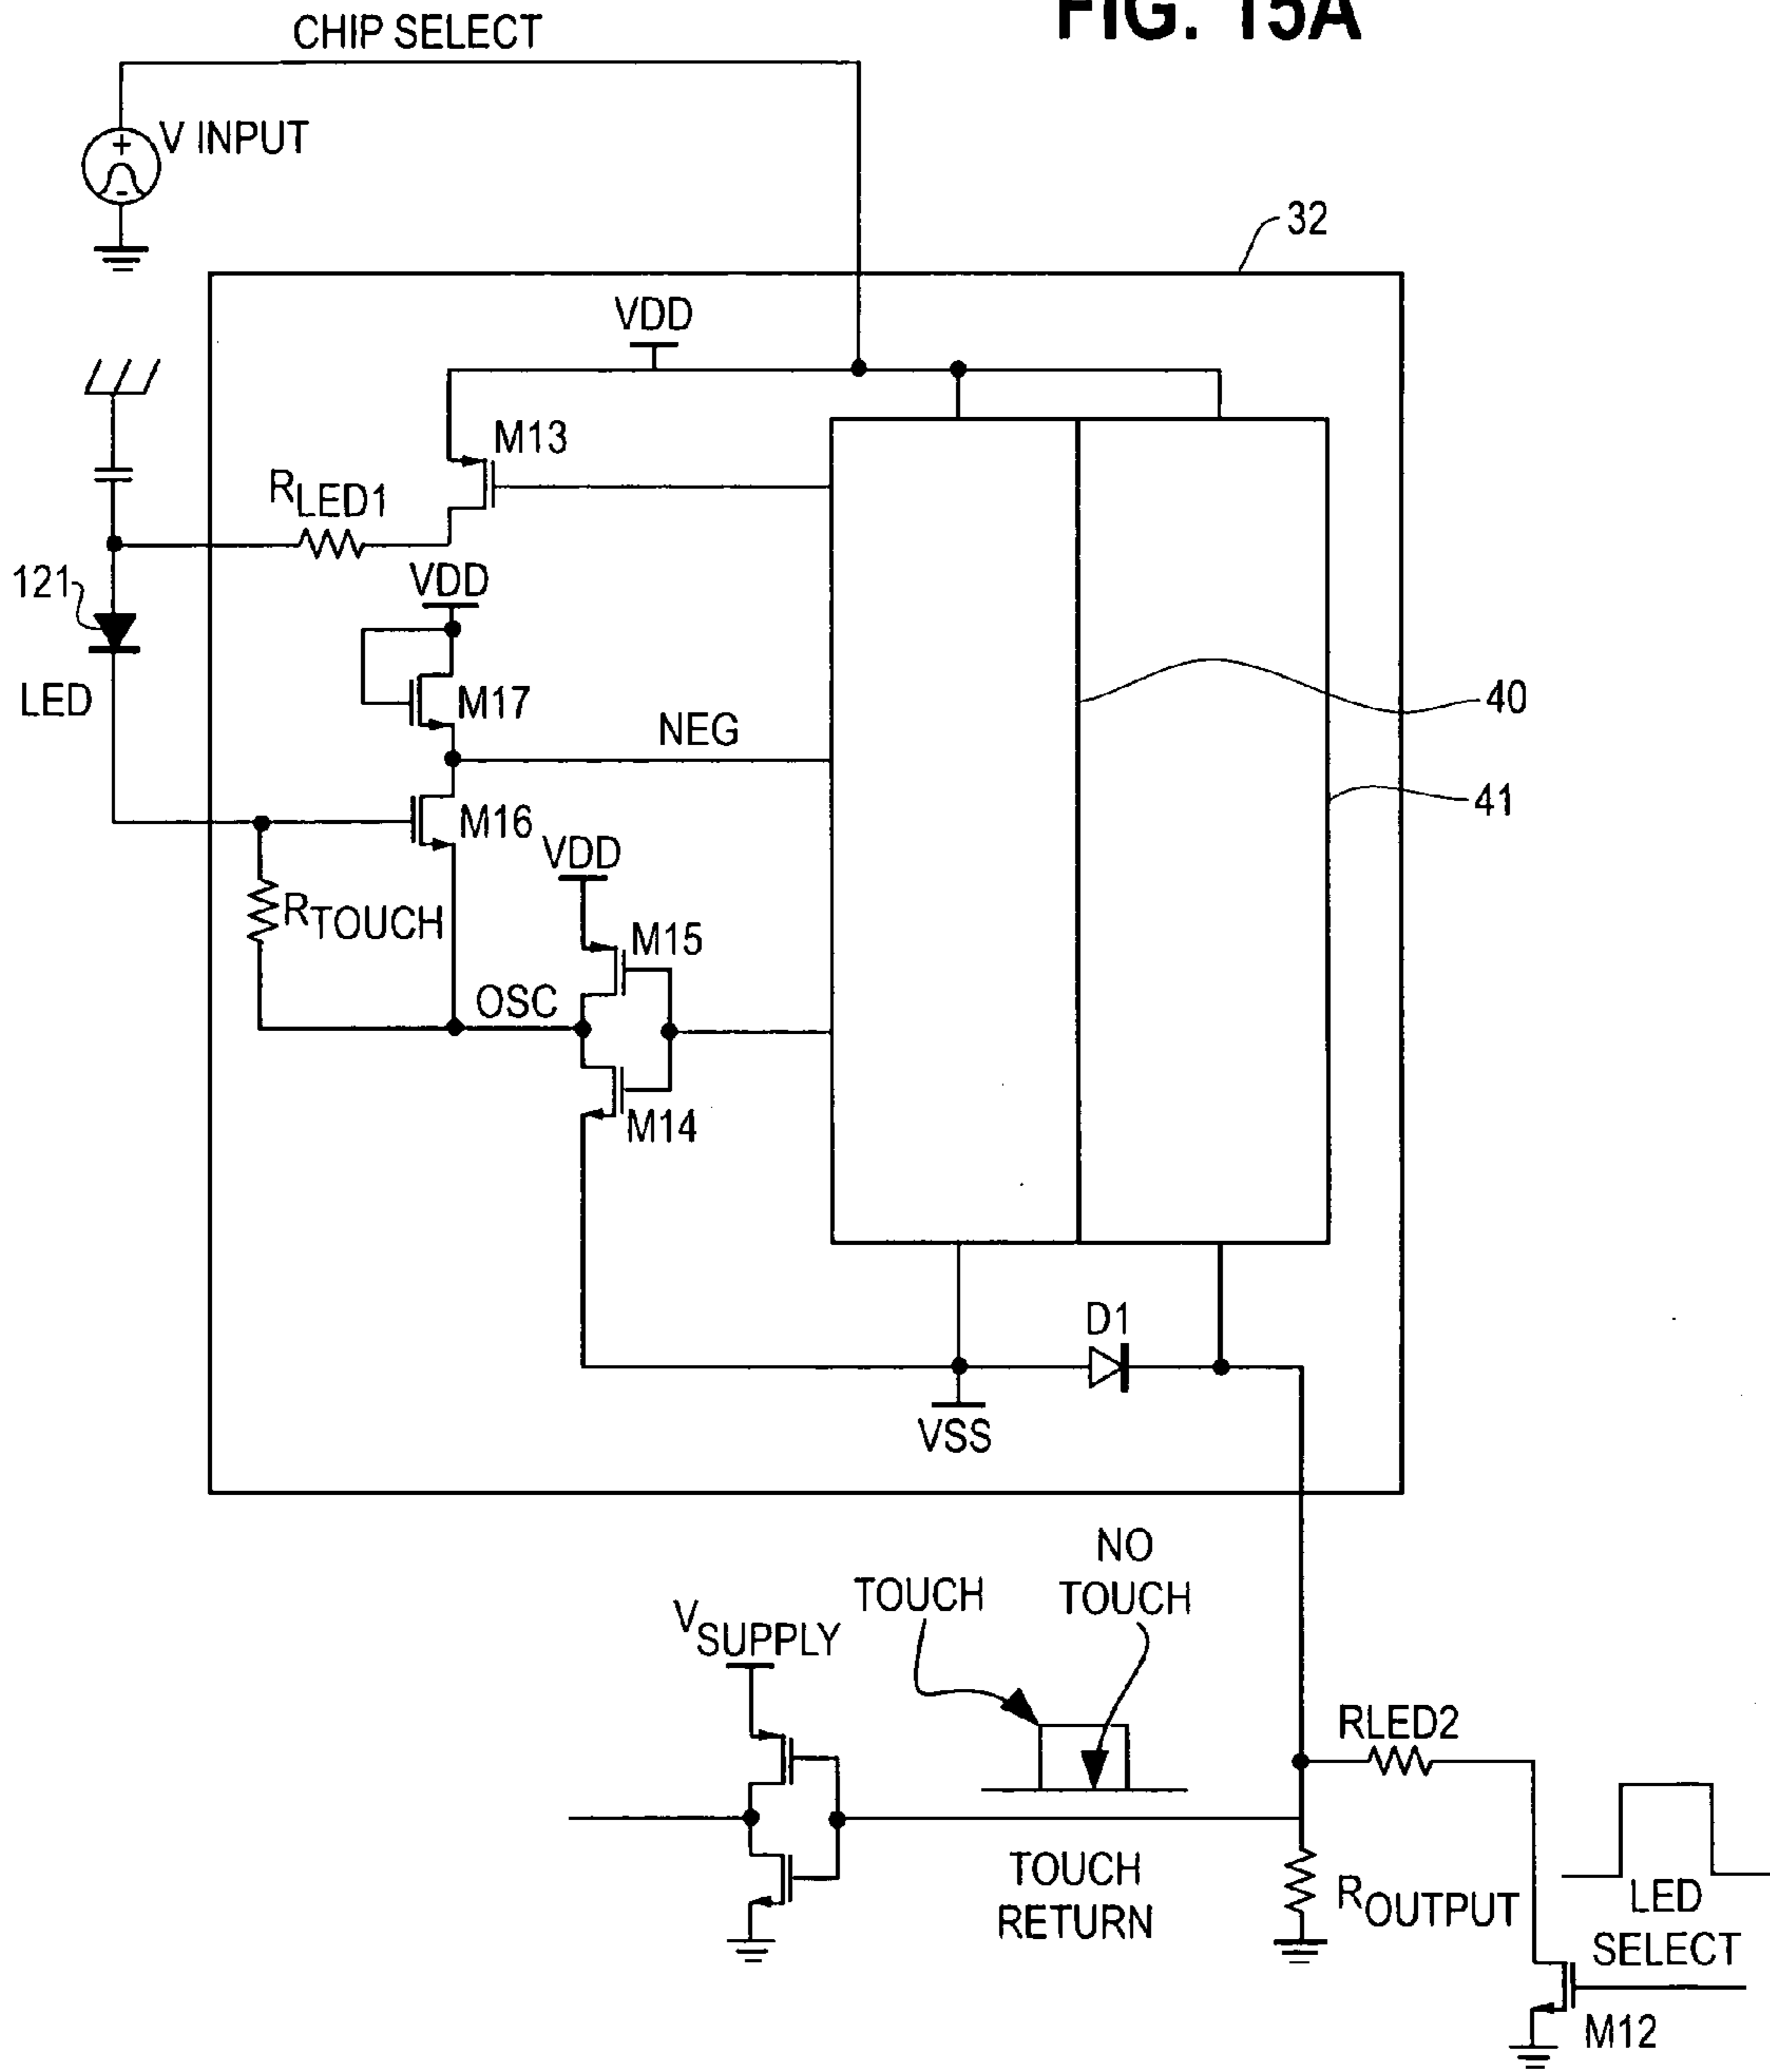 FIG. 15A
CHIP SELECT
+
V INPUT
-
32
VDD
M13
RLED1
VDD
121
LED
M17
NEG
40
M16
41
VDD
RTOUCH
M15
OSC
M14
D1
VSS
NO
TOUCH
TOUCH
VSUPPLY
RLED2
TOUCH
RETURN
ROUTPUT
LED
SELECT
M12